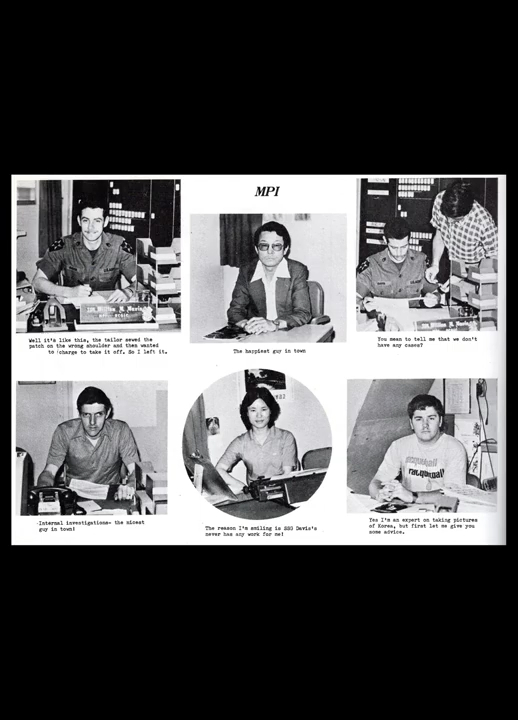 MPI
Well it's like this, the tailor sewed the
patch on the wrong shoulder and then wanted
to charge to take it off. So I left it.
The happiest guy in town
You mean to tell me that we don't
have any cases?
Internal investigations- the nicest
guy in town!
The reason I'm smiling is SSG Davis's
never has any work for me!
Yes I'm an expert on taking pictures
of Korea, but first let me give you
some advice.
racquetball